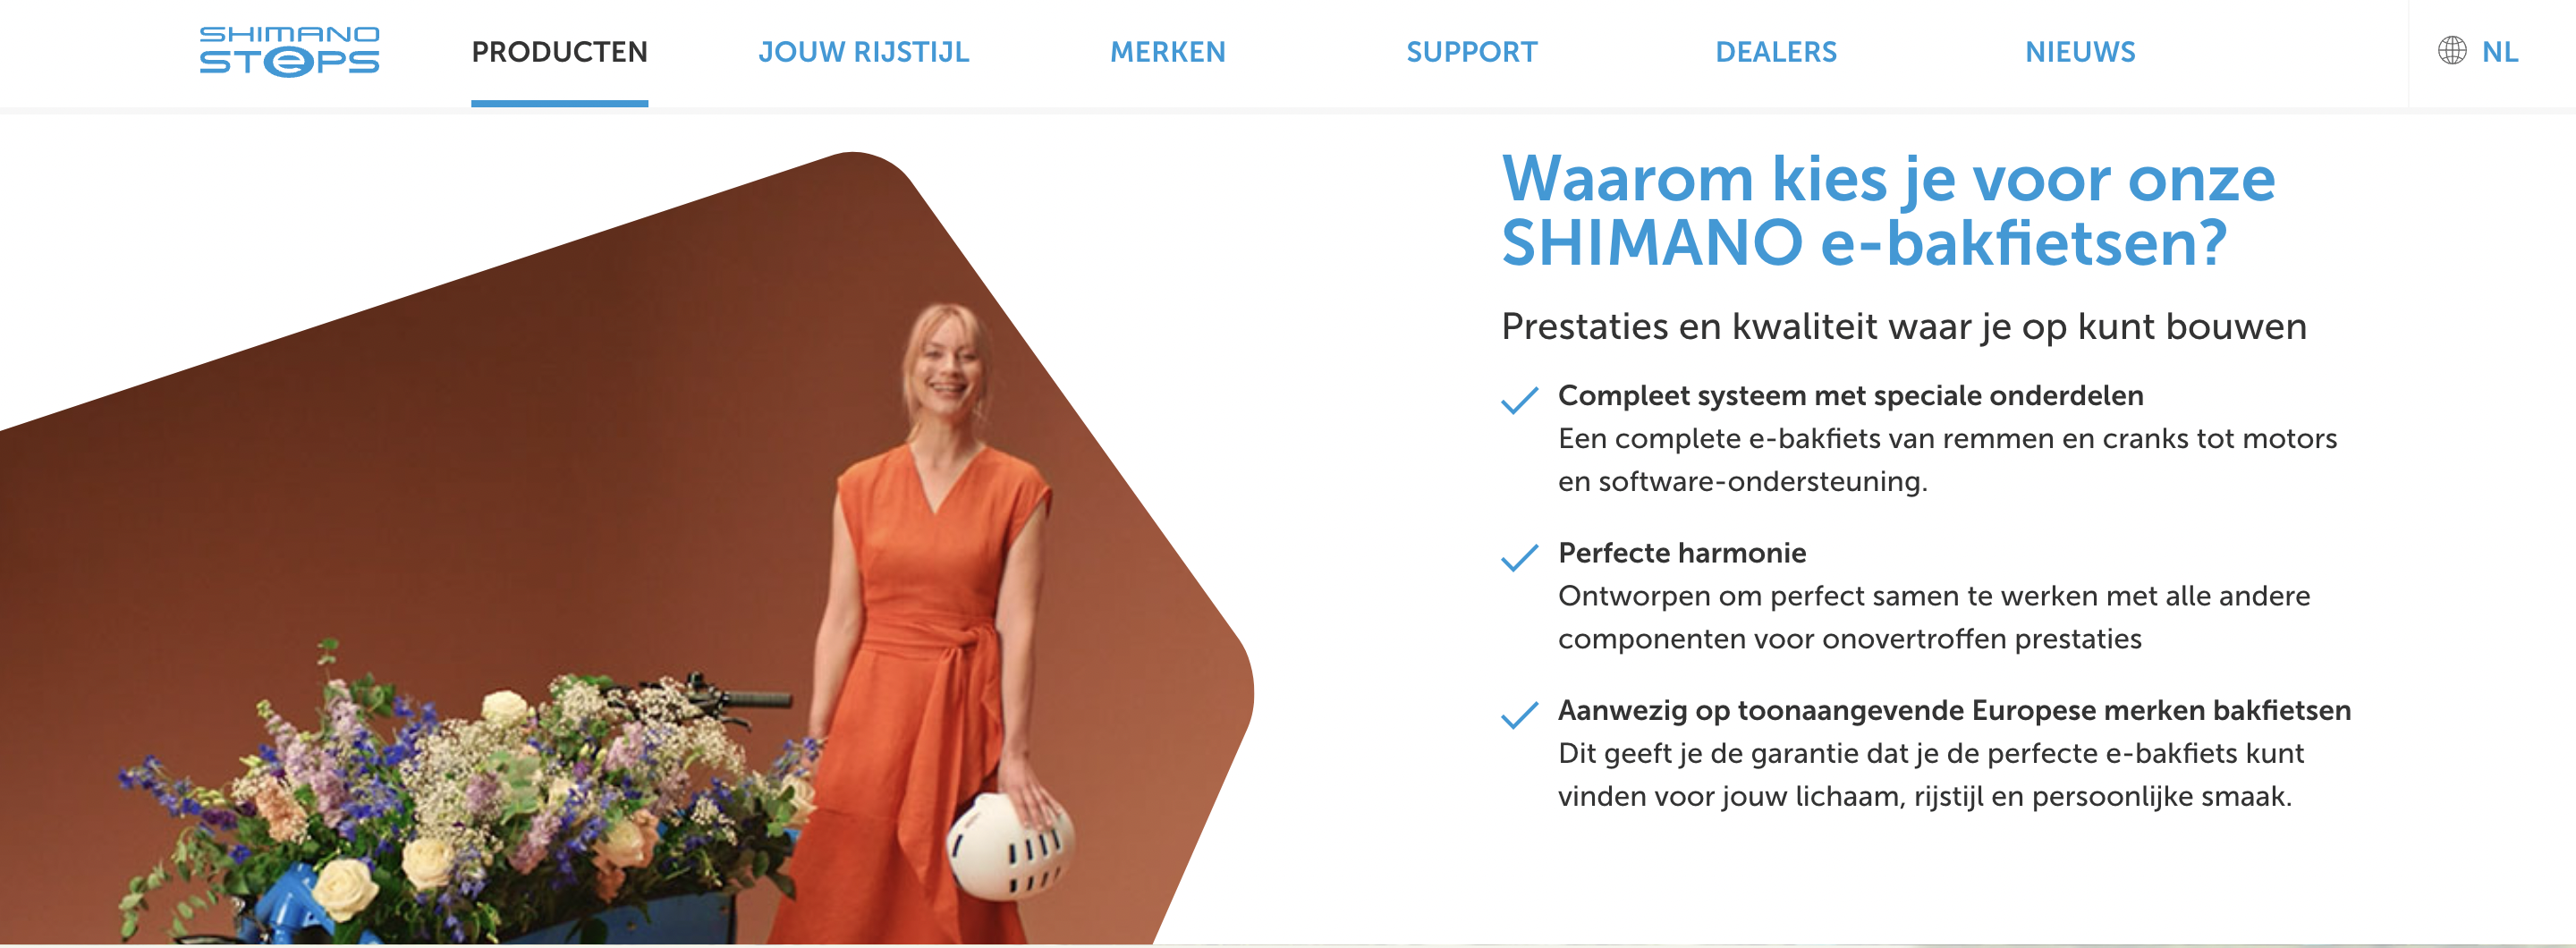 SHIMANO
STEPS
PRODUCTEN
JOUW RIJSTIJL
MERKEN
SUPPORT
DEALERS
NIEUWS
NL
Waarom kies je voor onze
SHIMANO e-bakfietsen?
Prestaties en kwaliteit waar je op kunt bouwen
Compleet systeem met speciale onderdelen
Een complete e-bakfiets van remmen en cranks tot motors
en software-ondersteuning.
Perfecte harmonie
Ontworpen om perfect samen te werken met alle andere
componenten voor onovertroffen prestaties
Aanwezig op toonaangevende Europese merken bakfietsen
Dit geeft je de garantie dat je de perfecte e-bakfiets kunt
vinden voor jouw lichaam, rijstijl en persoonlijke smaak.